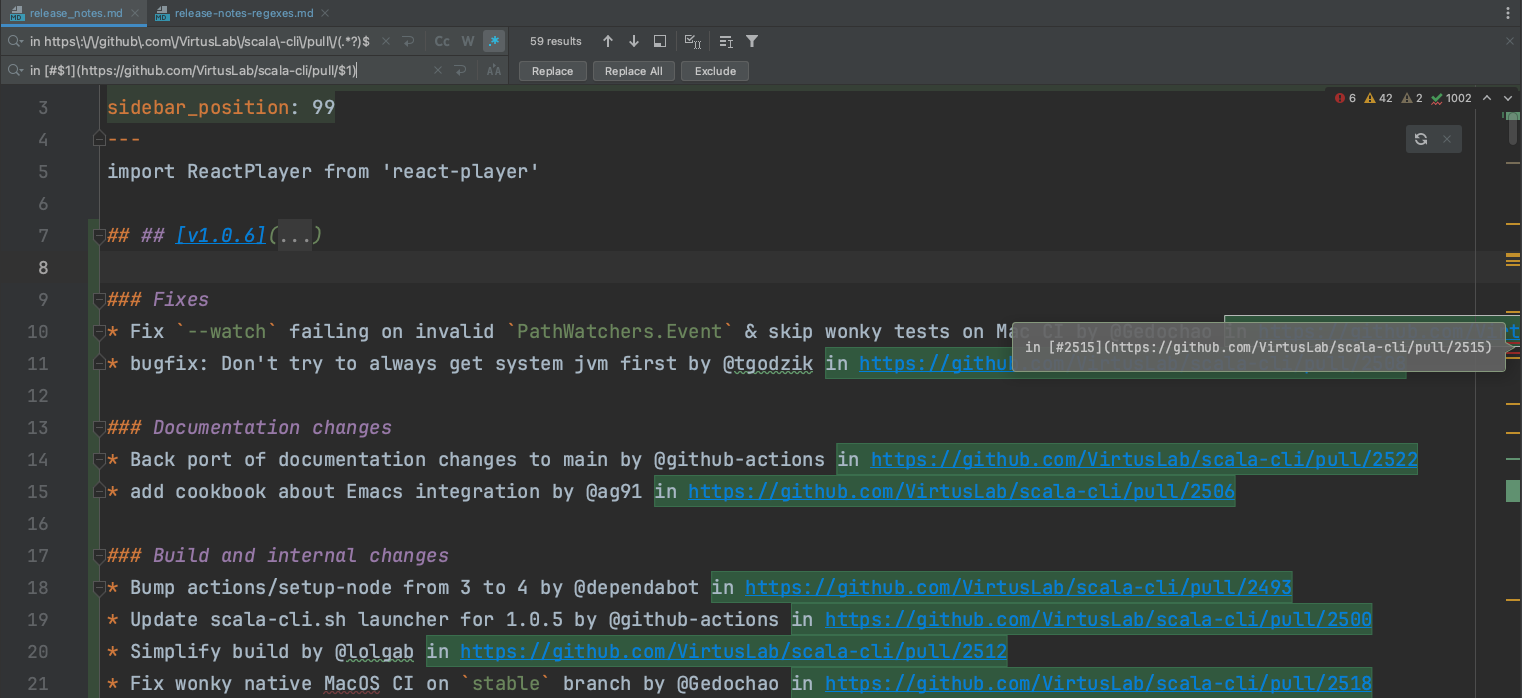 release_notes.md
release-notes-regexes.md
in https\:\/\/github\.com\/VirtusLab\/scala\-cli\/pull\/(.*?)$
Cc W .*
59 results
in [#$1](https://github.com/VirtusLab/scala-cli/pull/$1)
Replace
Replace All
Exclude
6 42 2 1002
3 sidebar_position: 99
4 ---
5 import ReactPlayer from 'react-player'
6
7 ## ## [v1.0.6](...)
8
9 ### Fixes
10 * Fix `--watch` failing on invalid `PathWatchers.Event` & skip wonky tests on Mac CI by @Gedochao in
in [#2515](https://github.com/VirtusLab/scala-cli/pull/2515)
11 * bugfix: Don't try to always get system jvm first by @tgodzik in https://githu
12
13 ### Documentation changes
14 * Back port of documentation changes to main by @github-actions in https://github.com/VirtusLab/scala-cli/pull/2522
15 * add cookbook about Emacs integration by @ag91 in https://github.com/VirtusLab/scala-cli/pull/2506
16
17 ### Build and internal changes
18 * Bump actions/setup-node from 3 to 4 by @dependabot in https://github.com/VirtusLab/scala-cli/pull/2493
19 * Update scala-cli.sh launcher for 1.0.5 by @github-actions in https://github.com/VirtusLab/scala-cli/pull/2500
20 * Simplify build by @lolgab in https://github.com/VirtusLab/scala-cli/pull/2512
21 * Fix wonky native MacOS CI on `stable` branch by @Gedochao in https://github.com/VirtusLab/scala-cli/pull/2518